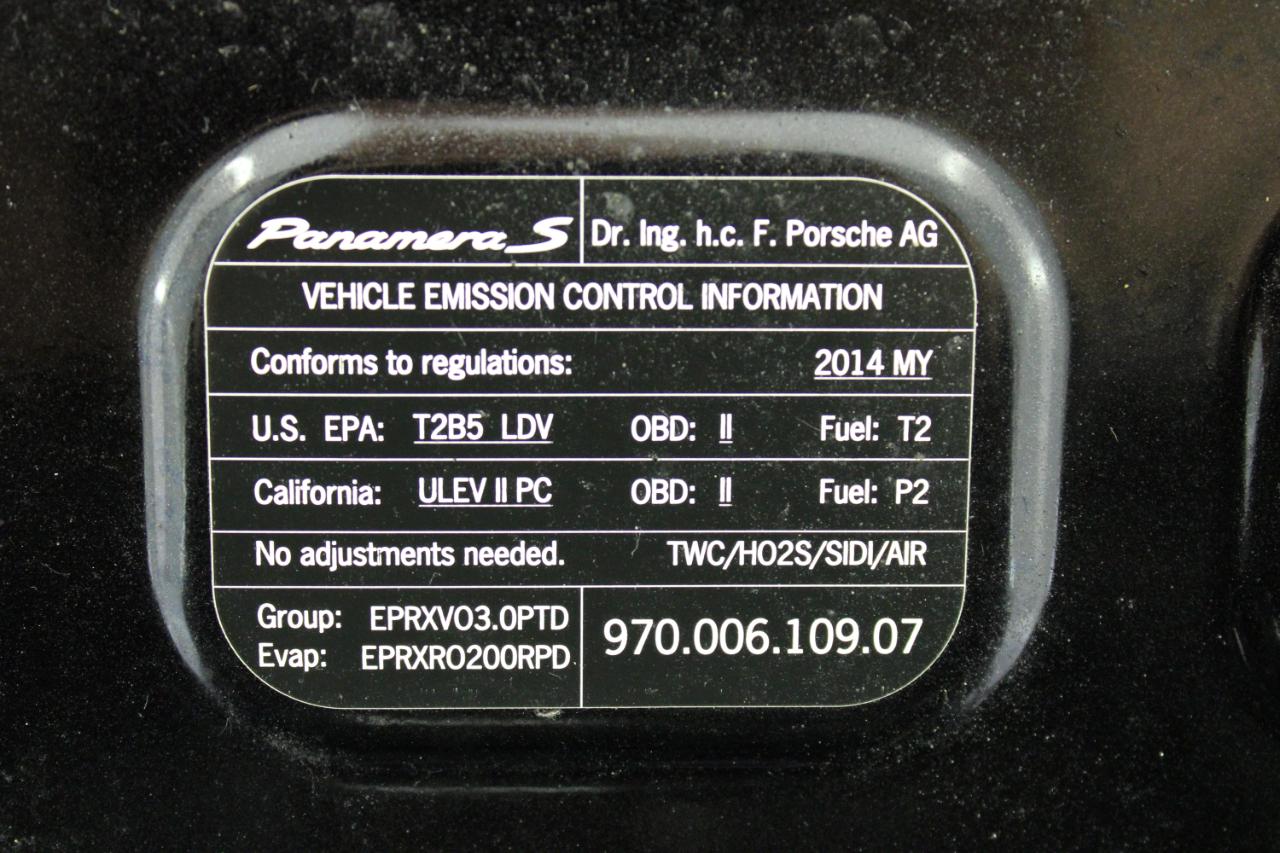 Panamera S Dr. Ing. h.c. F. Porsche AG
VEHICLE EMISSION CONTROL INFORMATION
Conforms to regulations: 2014 MY
U.S. EPA: T2B5 LDV OBD: II Fuel: T2
California: ULEV II PC OBD: II Fuel: P2
No adjustments needed. TWC/HO2S/SIDI/AIR
Group: EPRXV03.0PTD
Evap: EPRXR0200RPD
970.006.109.07